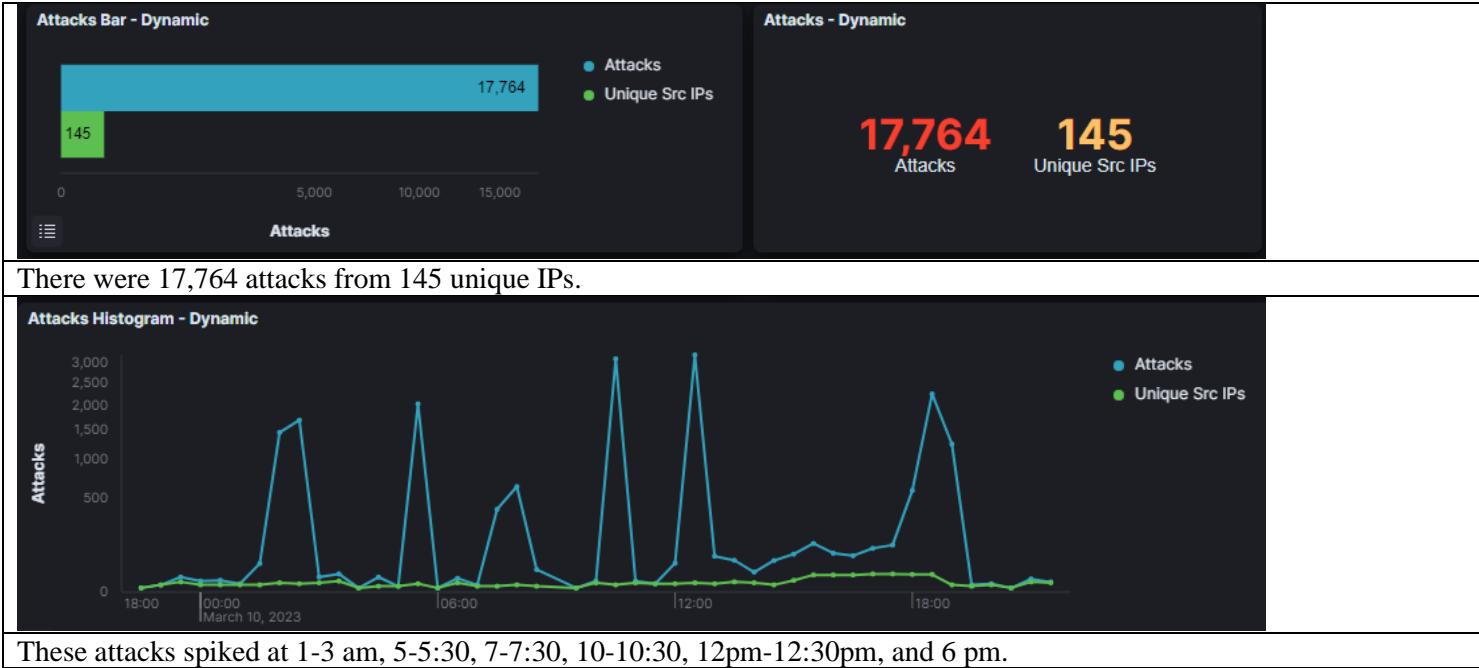 Attacks Bar - Dynamic
17,764
145
Attacks
Unique Src IPs
0 5,000 10,000 15,000
Attacks
Attacks - Dynamic
17,764 145
Attacks Unique Src IPs
There were 17,764 attacks from 145 unique IPs.
Attacks Histogram - Dynamic
3,000
2,500
2,000
1,500
1,000
500
0
Attacks
Attacks
Unique Src IPs
18:00 00:00 06:00 12:00 18:00
March 10, 2023
These attacks spiked at 1-3 am, 5-5:30, 7-7:30, 10-10:30, 12pm-12:30pm, and 6 pm.